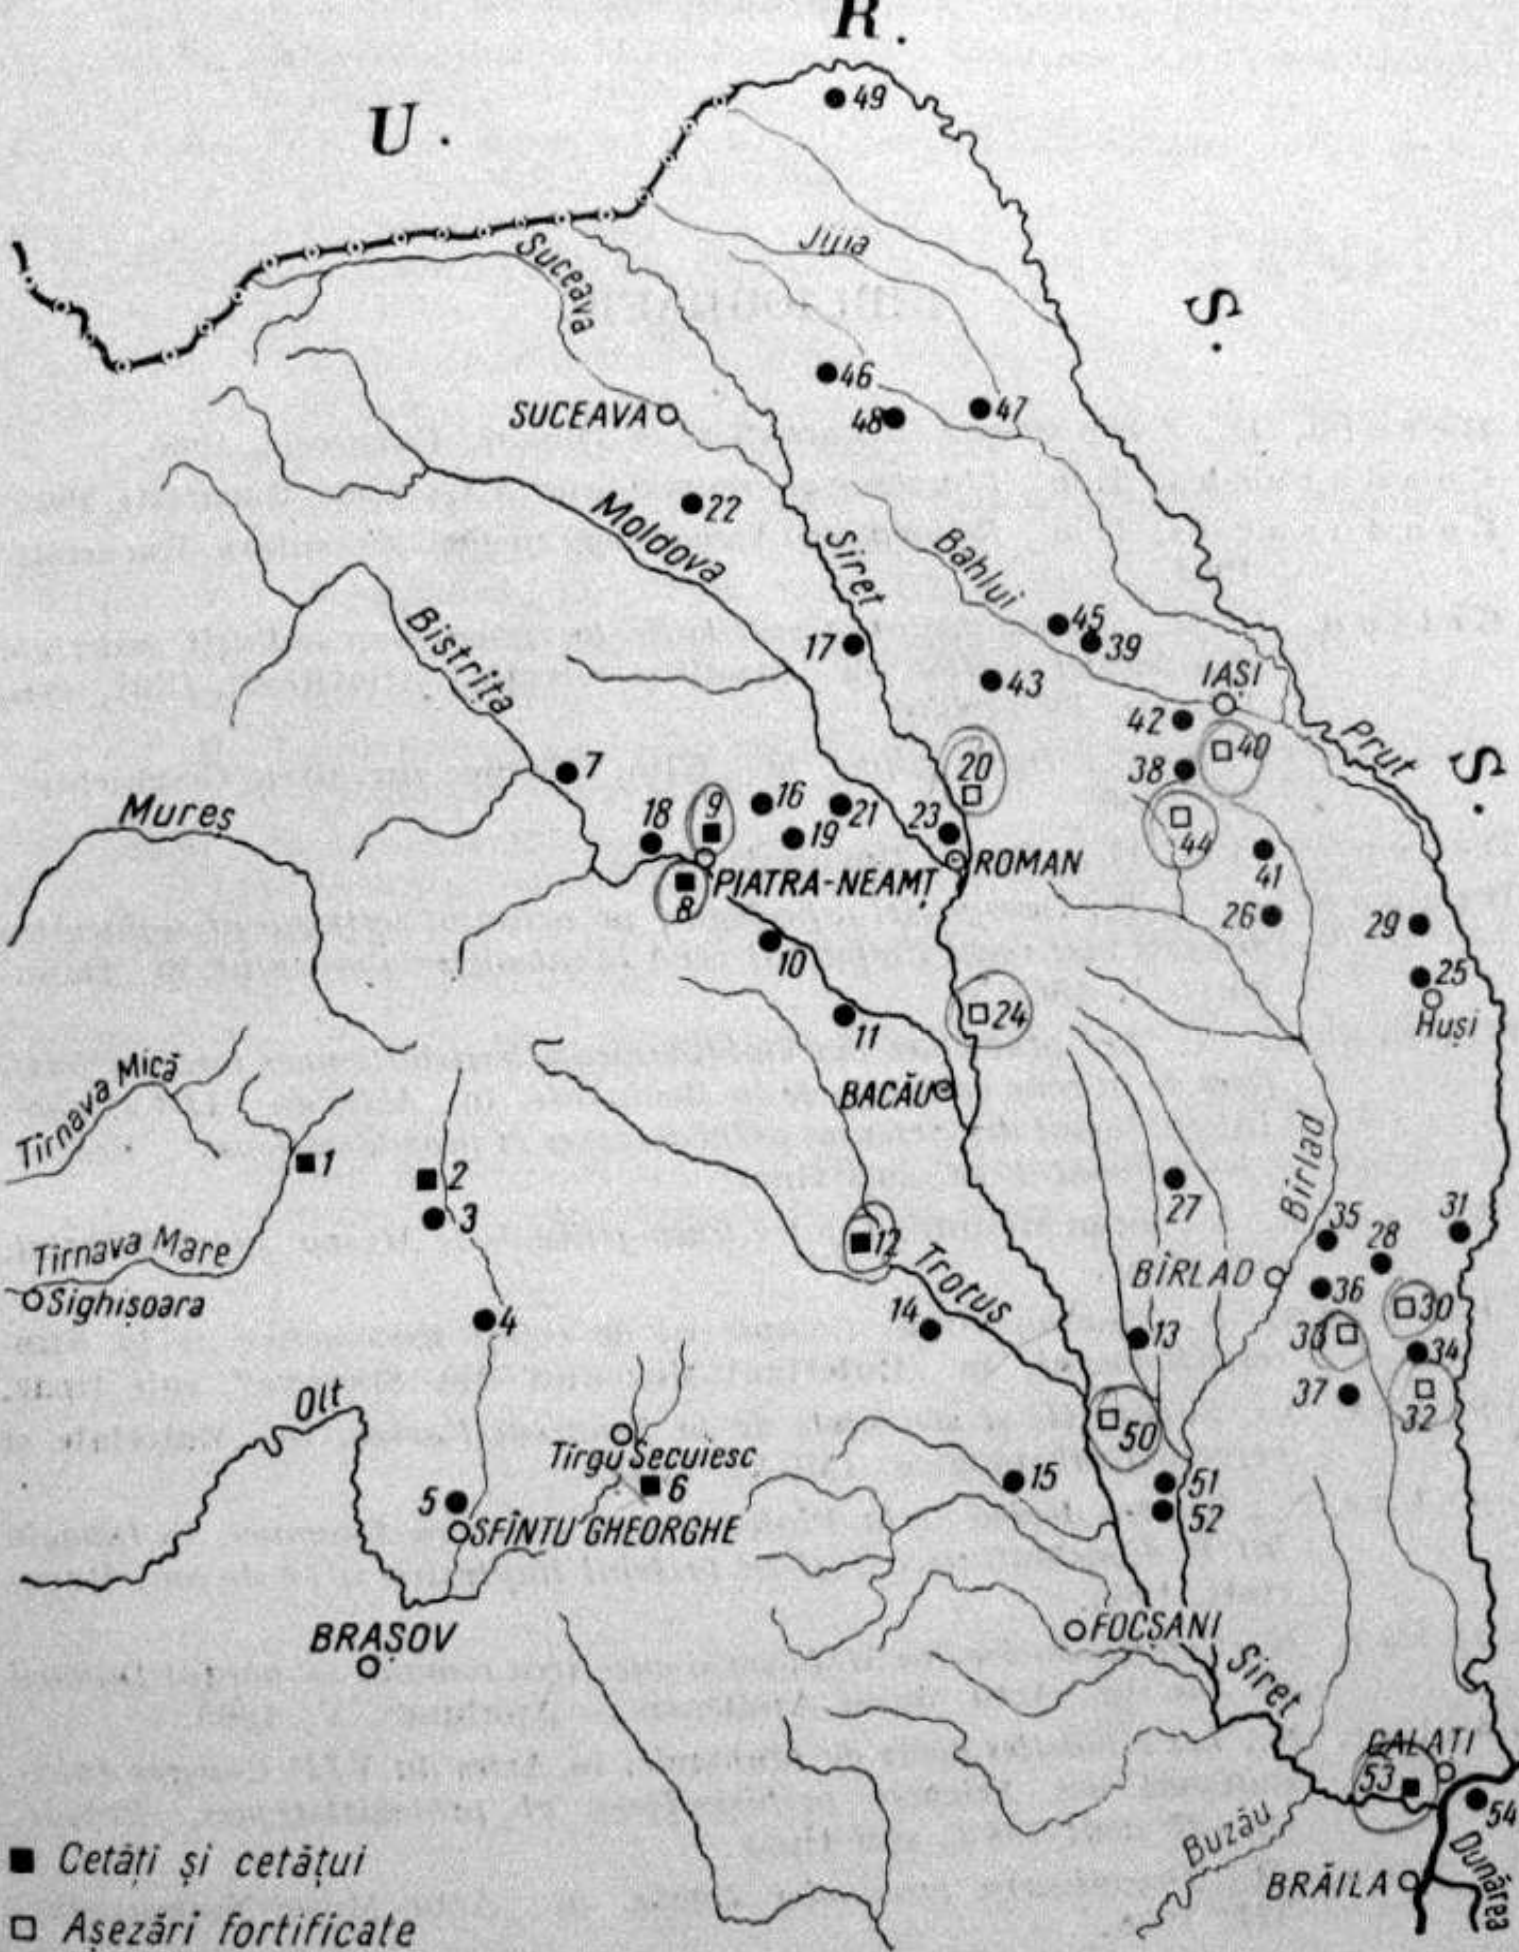 R.
U.
49
Suceava
Jijia
S.
46
48
47
SUCEAVA
22
Moldova
Siret
Bahlui
45
39
17
43
IAȘI
Bistrița
42
40
Prut
S.
7
20
38
Mureș
18
9
16
21
23
44
19
41
PIATRA-NEAMȚ
ROMAN
8
26
29
10
25
Huși
11
24
Tîrnava Mică
BACĂU
1
2
Bîrlad
27
3
35
31
12
28
Tîrnava Mare
Trotuș
BÎRLAD
Sighișoara
36
30
4
14
13
33
34
Olt
37
32
50
Tîrgu Secuiesc
6
15
51
5
52
SFÎNTU GHEORGHE
BRAȘOV
FOCȘANI
Siret
GALAȚI
53
54
Buzău
Dunărea
BRĂILA
Cetăți și cetățui
Așezări fortificate